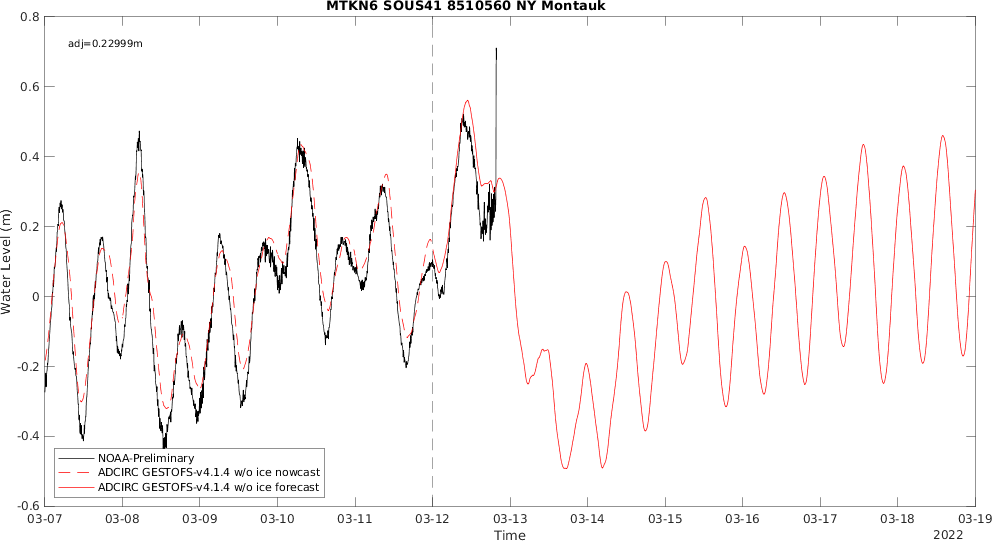 MTKN6 SOUS41 8510560 NY Montauk
adj=0.22999m
0.8
0.6
0.4
0.2
0
-0.2
-0.4
-0.6
Water Level (m)
NOAA-Preliminary
ADCIRC GESTOFS-v4.1.4 w/o ice nowcast
ADCIRC GESTOFS-v4.1.4 w/o ice forecast
03-07 03-08 03-09 03-10 03-11 03-12 03-13 03-14 03-15 03-16 03-17 03-18 03-19
Time
2022